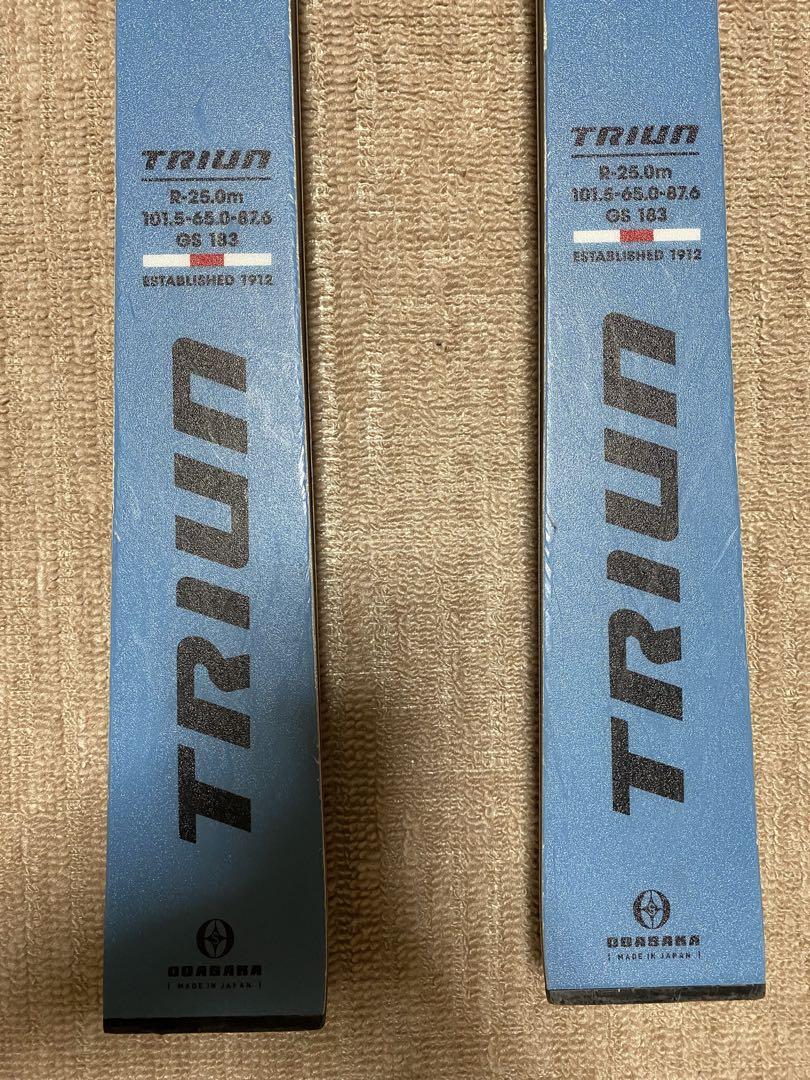 TRIUN
R-25.0m
101.5-65.0-87.6
GS 183
ESTABLISHED 1912
TRIUN
OGASAKA
| MADE IN JAPAN |
TRIUN
R-25.0m
101.5-65.0-87.6
GS 183
ESTABLISHED 1912
TRIUN
OGASAKA
| MADE IN JAPAN |